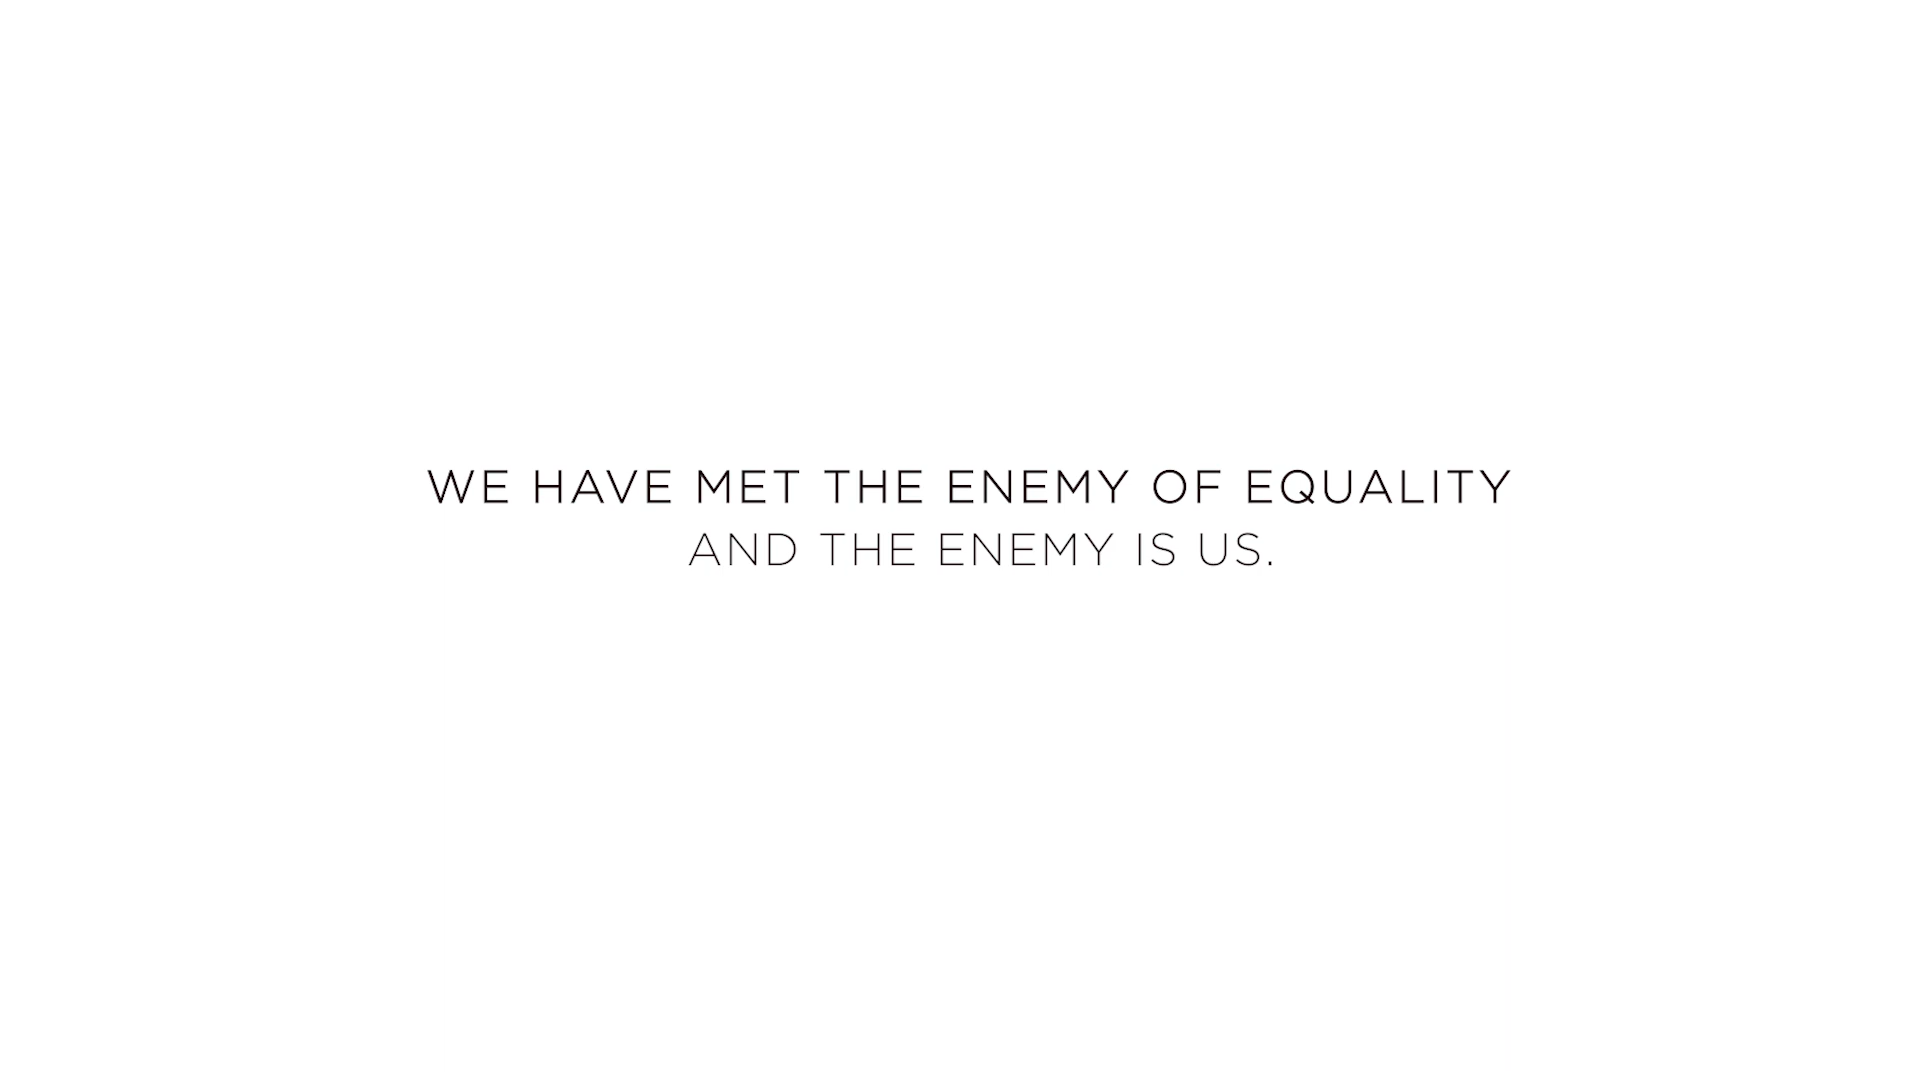 WE HAVE MET THE ENEMY OF EQUALITY
AND THE ENEMY IS US.